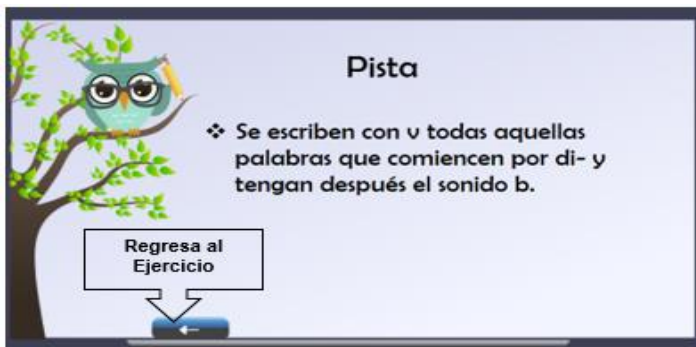 Pista
❖ Se escriben con v todas aquellas
palabras que comiencen por di- y
tengan después el sonido b.
Regresa al
Ejercicio